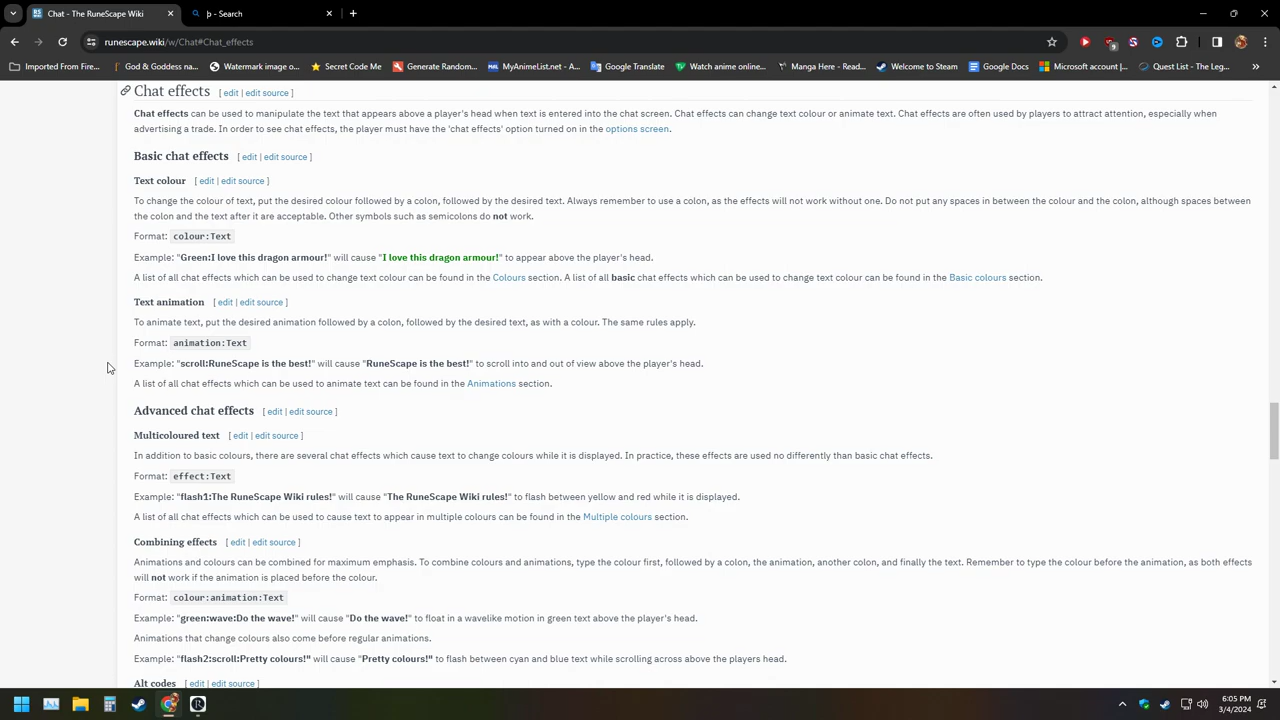 Chat - The RuneScape Wiki
þ - Search
runescape.wiki/w/Chat#Chat_effects
Imported From Fire...
God & Goddess na...
Watermark image o...
Secret Code Me
Random Name Gene...
MyAnimeList.net - A...
Google Translate
Watch anime online...
Manga Here - Read...
Welcome to Steam
Google Docs
Microsoft account |...
Quest List - The Leg...
Chat effects [ edit | edit source ]
Chat effects can be used to manipulate the text that appears above a player's head when text is entered into the chat screen. Chat effects can change text colour or animate text. Chat effects are often used by players to attract attention, especially when
advertising a trade. In order to see chat effects, the player must have the 'chat effects' option turned on in the options screen.
Basic chat effects [ edit | edit source ]
Text colour [ edit | edit source ]
To change the colour of text, put the desired colour followed by a colon, followed by the desired text. Always remember to use a colon, as the effects will not work without one. Do not put any spaces in between the colour and the colon, although spaces between
the colon and the text after it are acceptable. Other symbols such as semicolons do not work.
Format: colour:Text
Example: "Green:I love this dragon armour!" will cause "I love this dragon armour!" to appear above the player's head.
A list of all chat effects which can be used to change text colour can be found in the Colours section. A list of all basic chat effects which can be used to change text colour can be found in the Basic colours section.
Text animation [ edit | edit source ]
To animate text, put the desired animation followed by a colon, followed by the desired text, as with a colour. The same rules apply.
Format: animation:Text
Example: "scroll:RuneScape is the best!" will cause "RuneScape is the best!" to scroll into and out of view above the player's head.
A list of all chat effects which can be used to animate text can be found in the Animations section.
Advanced chat effects [ edit | edit source ]
Multicoloured text [ edit | edit source ]
In addition to basic colours, there are several chat effects which cause text to change colours while it is displayed. In practice, these effects are used no differently than basic chat effects.
Format: effect:Text
Example: "flash1:The RuneScape Wiki rules!" will cause "The RuneScape Wiki rules!" to flash between yellow and red while it is displayed.
A list of all chat effects which can be used to cause text to appear in multiple colours can be found in the Multiple colours section.
Combining effects [ edit | edit source ]
Animations and colours can be combined for maximum emphasis. To combine colours and animations, type the colour first, followed by a colon, the animation, another colon, and finally the text. Remember to type the colour before the animation, as both effects
will not work if the animation is placed before the colour.
Format: colour:animation:Text
Example: "green:wave:Do the wave!" will cause "Do the wave!" to float in a wavelike motion in green text above the player's head.
Animations that change colours also come before regular animations.
Example: "flash2:scroll:Pretty colours!" will cause "Pretty colours!" to flash between cyan and blue text while scrolling across above the players head.
Alt codes [ edit | edit source ]
6:05 PM
3/4/2024